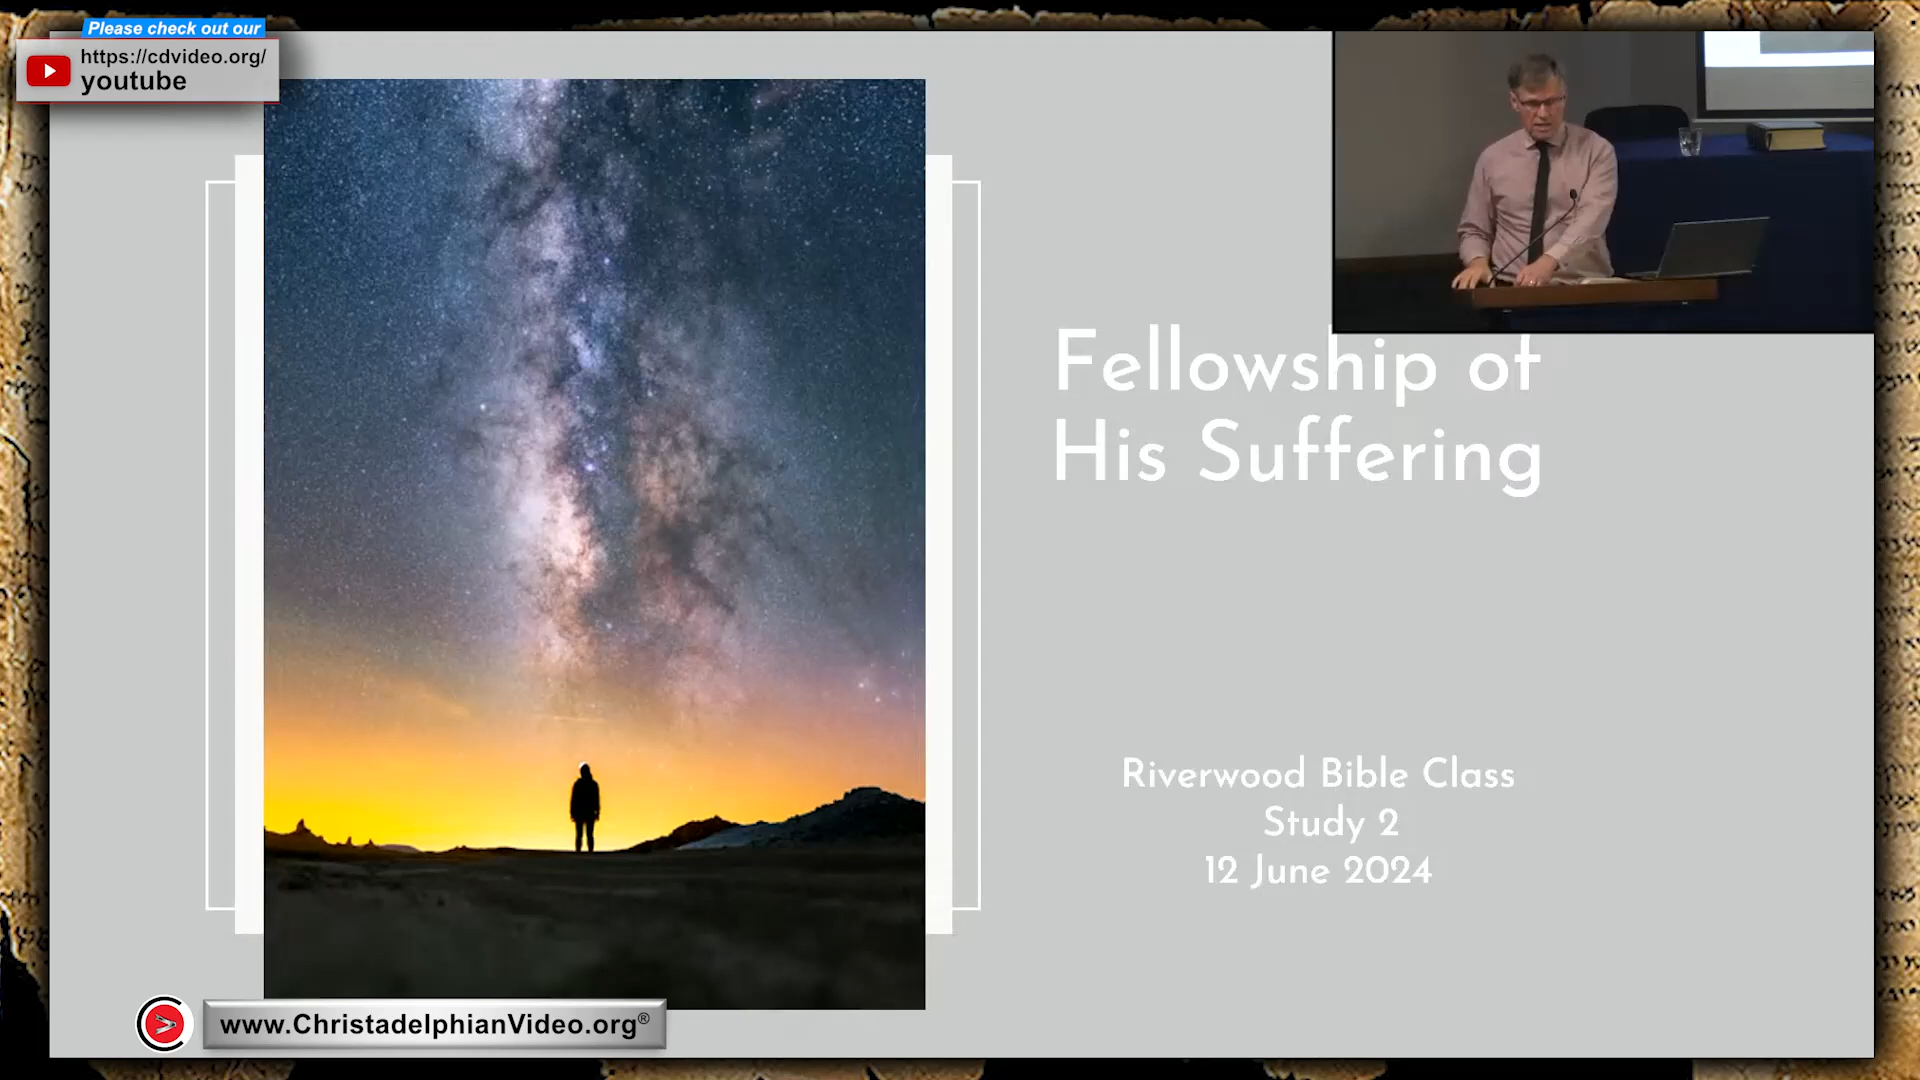 Please check out our
https://cdvideo.org/
youtube
Fellowship of
His Suffering
Riverwood Bible Class
Study 2
12 June 2024
www.ChristadelphianVideo.org®